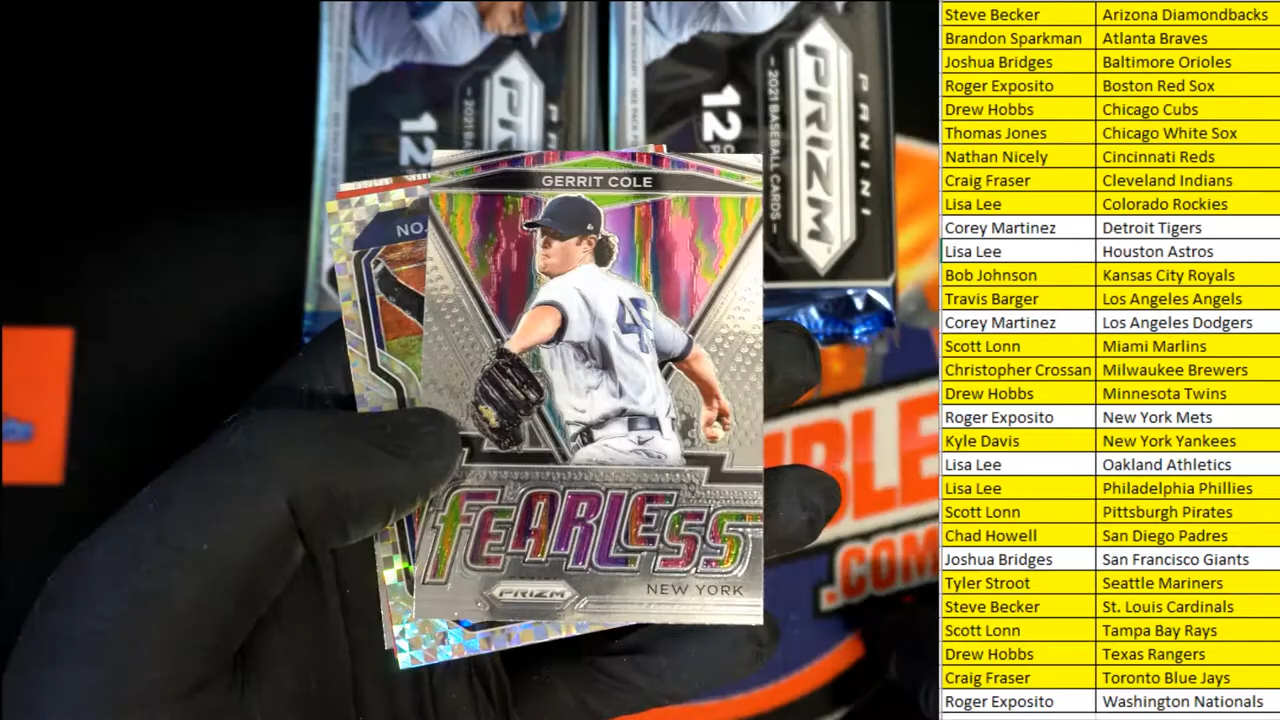 12
PRIZM
2021
12
PANINI
PRIZM
— 2021 BASEBALL CARDS —
GERRIT COLE
NO.
45
FEARLESS
PRIZM
NEW YORK
BLE
.COM
Steve Becker Arizona Diamondbacks
Brandon Sparkman Atlanta Braves
Joshua Bridges Baltimore Orioles
Roger Exposito Boston Red Sox
Drew Hobbs Chicago Cubs
Thomas Jones Chicago White Sox
Nathan Nicely Cincinnati Reds
Craig Fraser Cleveland Indians
Lisa Lee Colorado Rockies
Corey Martinez Detroit Tigers
Lisa Lee Houston Astros
Bob Johnson Kansas City Royals
Travis Barger Los Angeles Angels
Corey Martinez Los Angeles Dodgers
Scott Lonn Miami Marlins
Christopher Crossan Milwaukee Brewers
Drew Hobbs Minnesota Twins
Roger Exposito New York Mets
Kyle Davis New York Yankees
Lisa Lee Oakland Athletics
Lisa Lee Philadelphia Phillies
Scott Lonn Pittsburgh Pirates
Chad Howell San Diego Padres
Joshua Bridges San Francisco Giants
Tyler Stroot Seattle Mariners
Steve Becker St. Louis Cardinals
Scott Lonn Tampa Bay Rays
Drew Hobbs Texas Rangers
Craig Fraser Toronto Blue Jays
Roger Exposito Washington Nationals